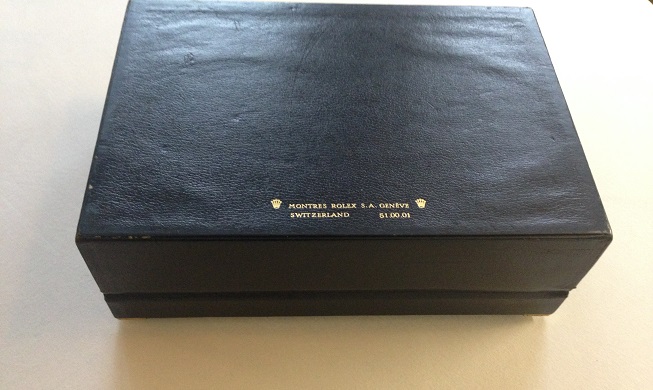 MONTRES ROLEX S.A. GENÈVE
SWITZERLAND 51.00.01